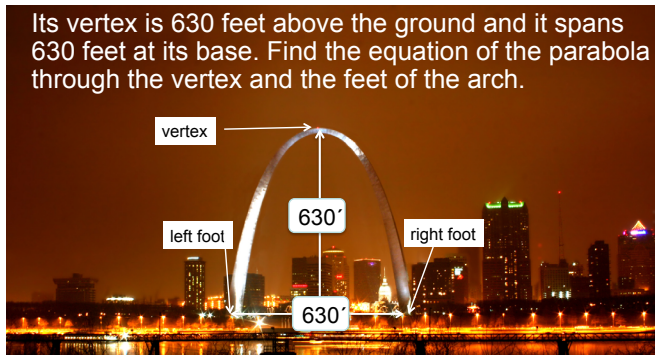 Its vertex is 630 feet above the ground and it spans
630 feet at its base. Find the equation of the parabola
through the vertex and the feet of the arch.
vertex
630´
left foot
right foot
630´